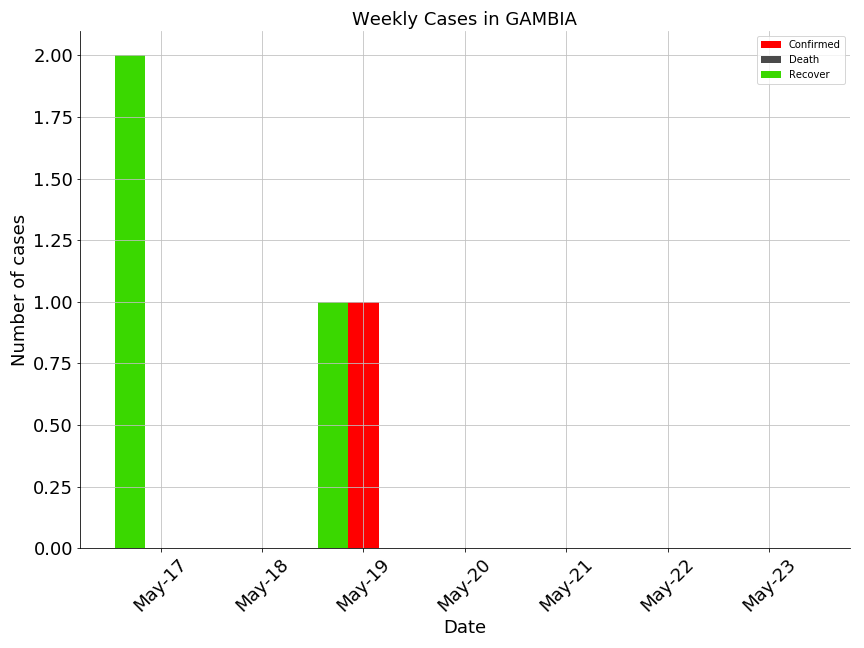 Weekly Cases in GAMBIA
Confirmed
Death
Recover
Number of cases
2.00
1.75
1.50
1.25
1.00
0.75
0.50
0.25
0.00
May-17
May-18
May-19
May-20
May-21
May-22
May-23
Date